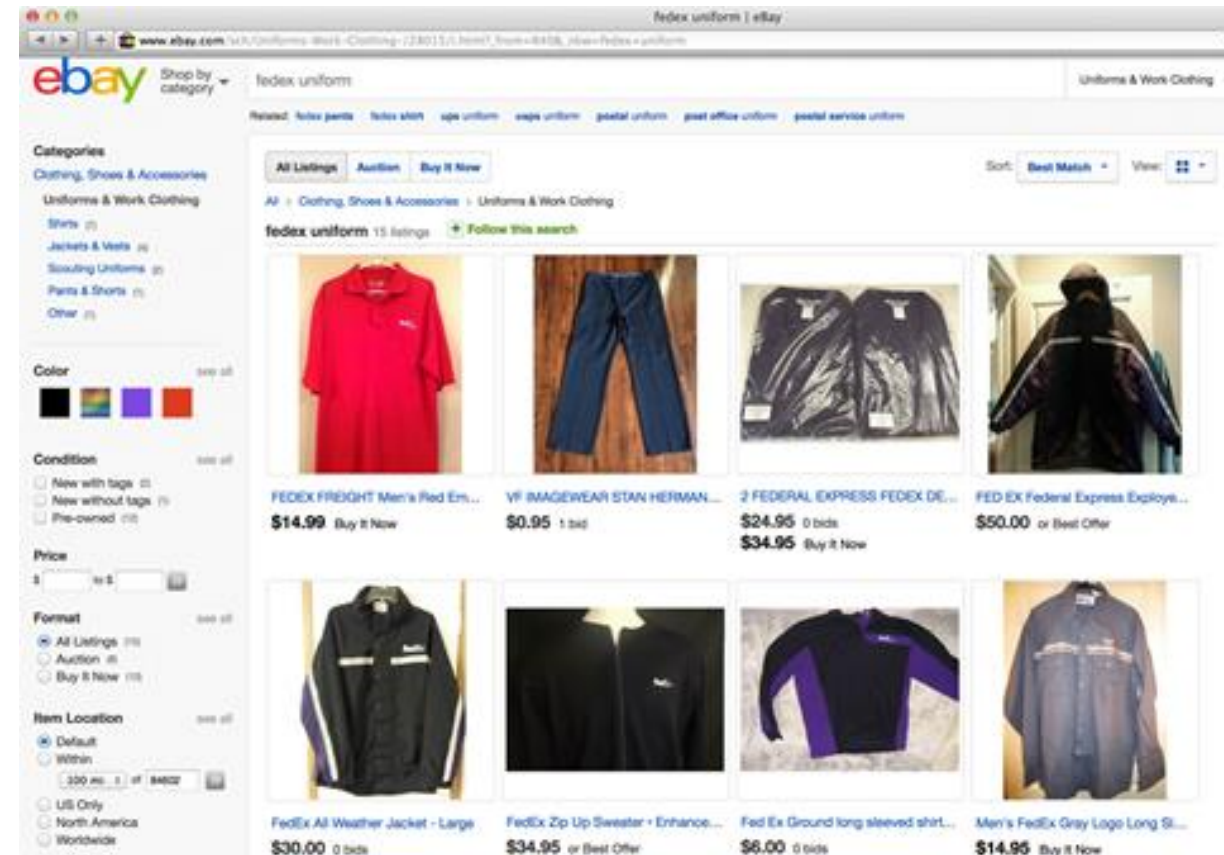 fedex uniform | eBay
www.ebay.com
ebay
Shop by category
fedex uniform
Uniforms & Work Clothing
Related: fedex pants fedex shirt ups uniform usps uniform postal uniform post office uniform postal service uniform
Categories
Clothing, Shoes & Accessories
Uniforms & Work Clothing
Shirts
Jackets & Vests
Scouting Uniforms
Pants & Shorts
Other
Color see all
Condition see all
New with tags
New without tags
Pre-owned
Price
$ to $
Format see all
All Listings
Auction
Buy It Now
Item Location see all
Default
Within
100 mi. of 84602
US Only
North America
Worldwide
All Listings Auction Buy It Now
Sort: Best Match View:
All > Clothing, Shoes & Accessories > Uniforms & Work Clothing
fedex uniform 15 listings + Follow this search
FEDEX FREIGHT Men's Red Em...
$14.99 Buy It Now
VF IMAGEWEAR STAN HERMAN...
$0.95 1 bid
2 FEDERAL EXPRESS FEDEX DE...
$24.95 0 bids
$34.95 Buy It Now
FED EX Federal Express Exploye...
$50.00 or Best Offer
FedEx All Weather Jacket - Large
$30.00 0 bids
FedEx Zip Up Sweater • Enhance...
$34.95 or Best Offer
Fed Ex Ground long sleeved shirt...
$6.00 0 bids
Men's FedEx Gray Logo Long Sl...
$14.95 Buy It Now